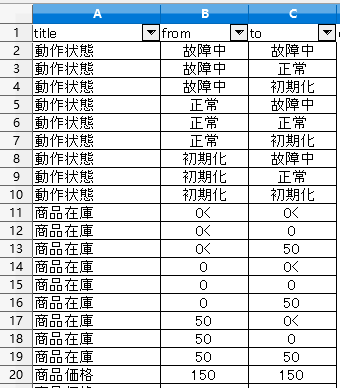 A B C
1 title from to
2 動作状態 故障中 故障中
3 動作状態 故障中 正常
4 動作状態 故障中 初期化
5 動作状態 正常 故障中
6 動作状態 正常 正常
7 動作状態 正常 初期化
8 動作状態 初期化 故障中
9 動作状態 初期化 正常
10 動作状態 初期化 初期化
11 商品在庫 0< 0<
12 商品在庫 0< 0
13 商品在庫 0< 50
14 商品在庫 0 0<
15 商品在庫 0 0
16 商品在庫 0 50
17 商品在庫 50 0<
18 商品在庫 50 0
19 商品在庫 50 50
20 商品価格 150 150